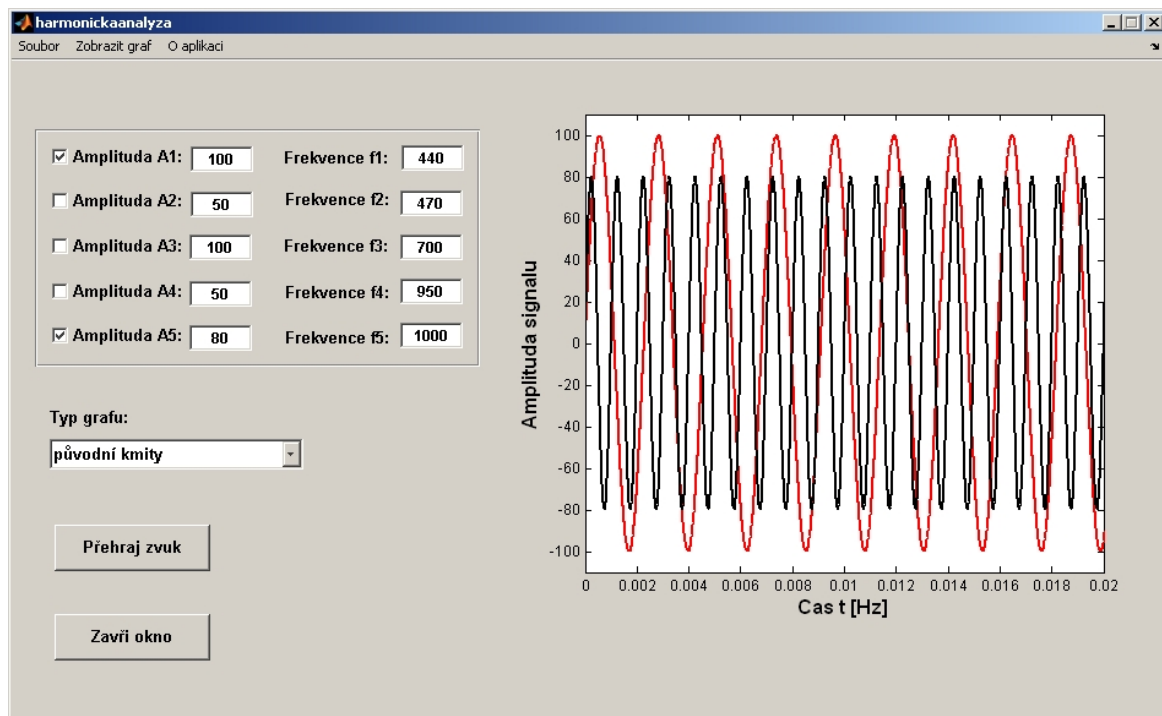 harmonickaanalyza
Soubor Zobrazit graf O aplikaci
Amplituda A1: 100 Frekvence f1: 440
Amplituda A2: 50 Frekvence f2: 470
Amplituda A3: 100 Frekvence f3: 700
Amplituda A4: 50 Frekvence f4: 950
Amplituda A5: 80 Frekvence f5: 1000
Typ grafu:
původní kmity
Přehraj zvuk
Zavři okno
Amplituda signalu
100
80
60
40
20
0
-20
-40
-60
-80
-100
0 0.002 0.004 0.006 0.008 0.01 0.012 0.014 0.016 0.018 0.02
Cas t [Hz]